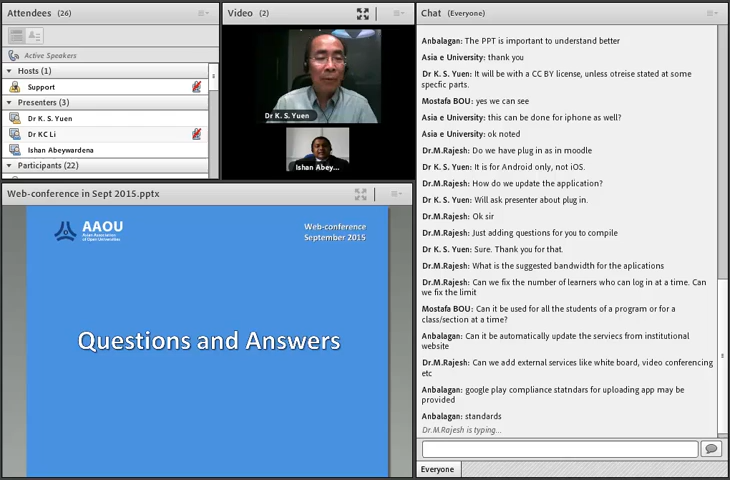 Attendees (26)
Active Speakers
Hosts (1)
Support
Presenters (3)
Dr K. S. Yuen
Dr KC Li
Ishan Abeywardena
Participants (22)
Video (2)
Dr K. S. Yuen
Ishan Abey...
Web-conference in Sept 2015.pptx
AAOU
Asian Association
of Open Universities
Web-conference
September 2015
Questions and Answers
Chat (Everyone)
Anbalagan: The PPT is important to understand better
Asia e University: thank you
Dr K. S. Yuen: It will be with a CC BY license, unless otreise stated at some
specfic parts.
Mostafa BOU: yes we can see
Asia e University: this can be done for iphone as well?
Asia e University: ok noted
Dr.M.Rajesh: Do we have plug in as in moodle
Dr K. S. Yuen: It is for Android only, not iOS.
Dr.M.Rajesh: How do we update the application?
Dr K. S. Yuen: Will ask presenter about plug in.
Dr.M.Rajesh: Ok sir
Dr.M.Rajesh: Just adding questions for you to compile
Dr K. S. Yuen: Sure. Thank you for that.
Dr.M.Rajesh: What is the suggested bandwidth for the aplications
Dr.M.Rajesh: Can we fix the number of learners who can log in at a time. Can
we fix the limit
Mostafa BOU: Can it be used for all the students of a program or for a
class/section at a time?
Anbalagan: Can it be automatically update the serviecs from institutional
website
Dr.M.Rajesh: Can we add external services like white board, video conferencing
etc
Anbalagan: google play compliance statndars for uploading app may be
provided
Anbalagan: standards
Dr.M.Rajesh is typing...
Everyone